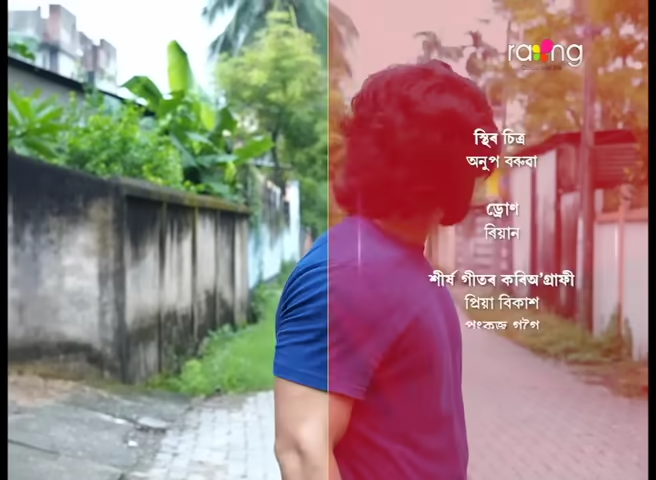 rang
স্থিৰ চিত্ৰ
অনুপ বৰুৱা
ড্ৰোণ
ৰিয়ান
শীৰ্ষ গীতৰ কৰিঅ'গ্ৰাফী
প্ৰিয়া বিকাশ
পংকজ গগৈ